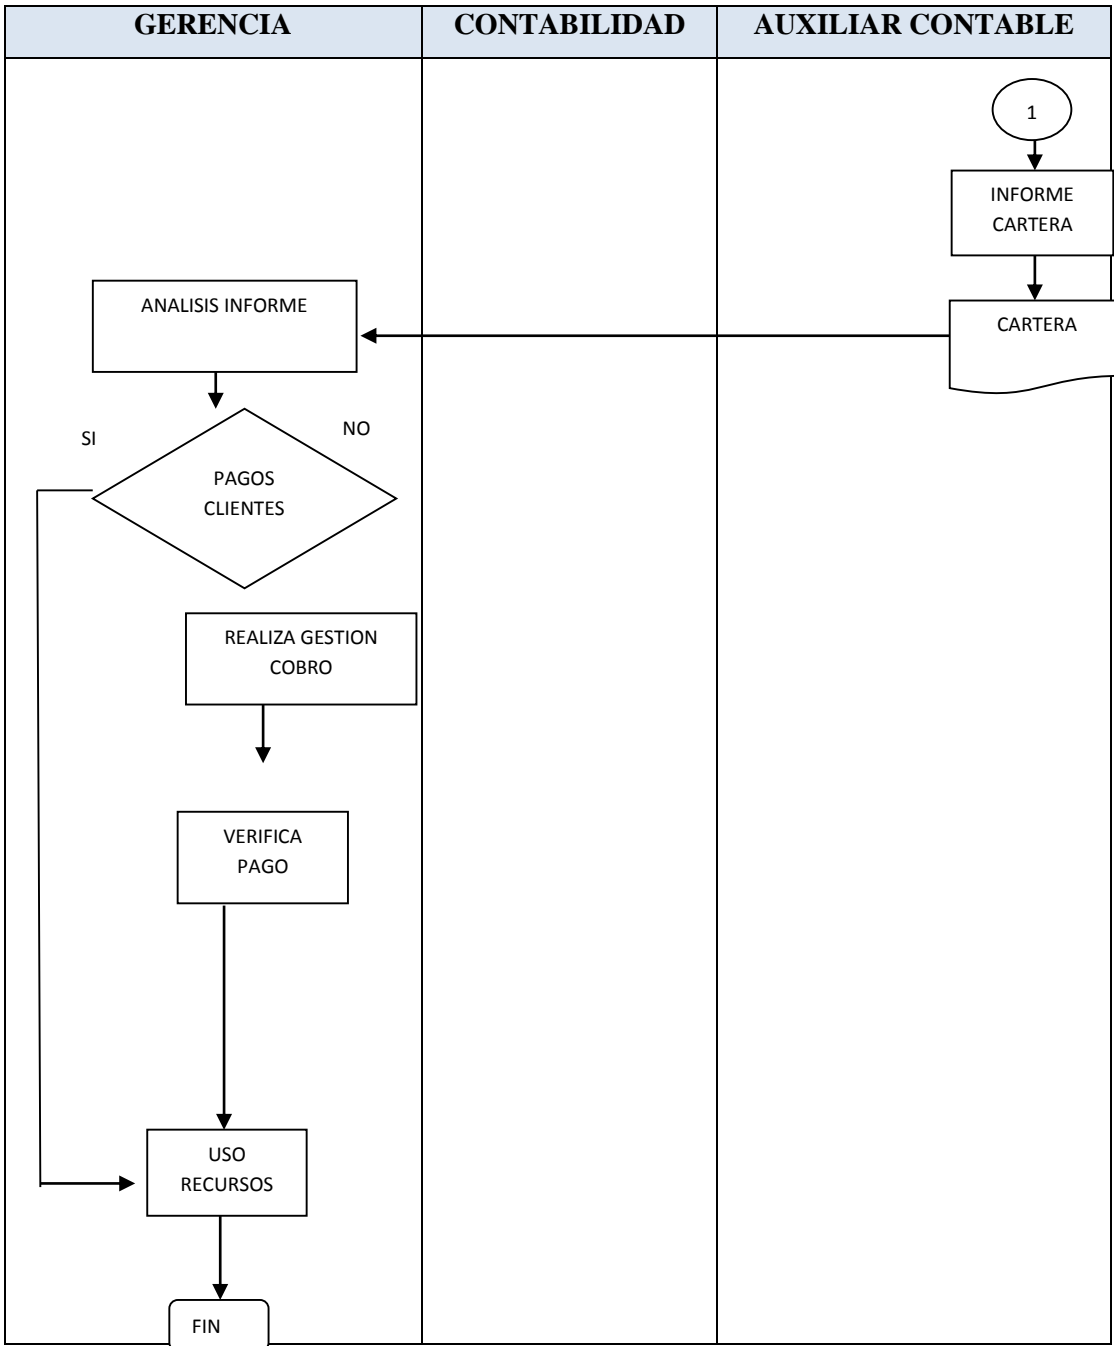 GERENCIA
CONTABILIDAD
AUXILIAR CONTABLE
1
INFORME
CARTERA
ANALISIS INFORME
CARTERA
SI
NO
PAGOS
CLIENTES
REALIZA GESTION
COBRO
VERIFICA
PAGO
USO
RECURSOS
FIN